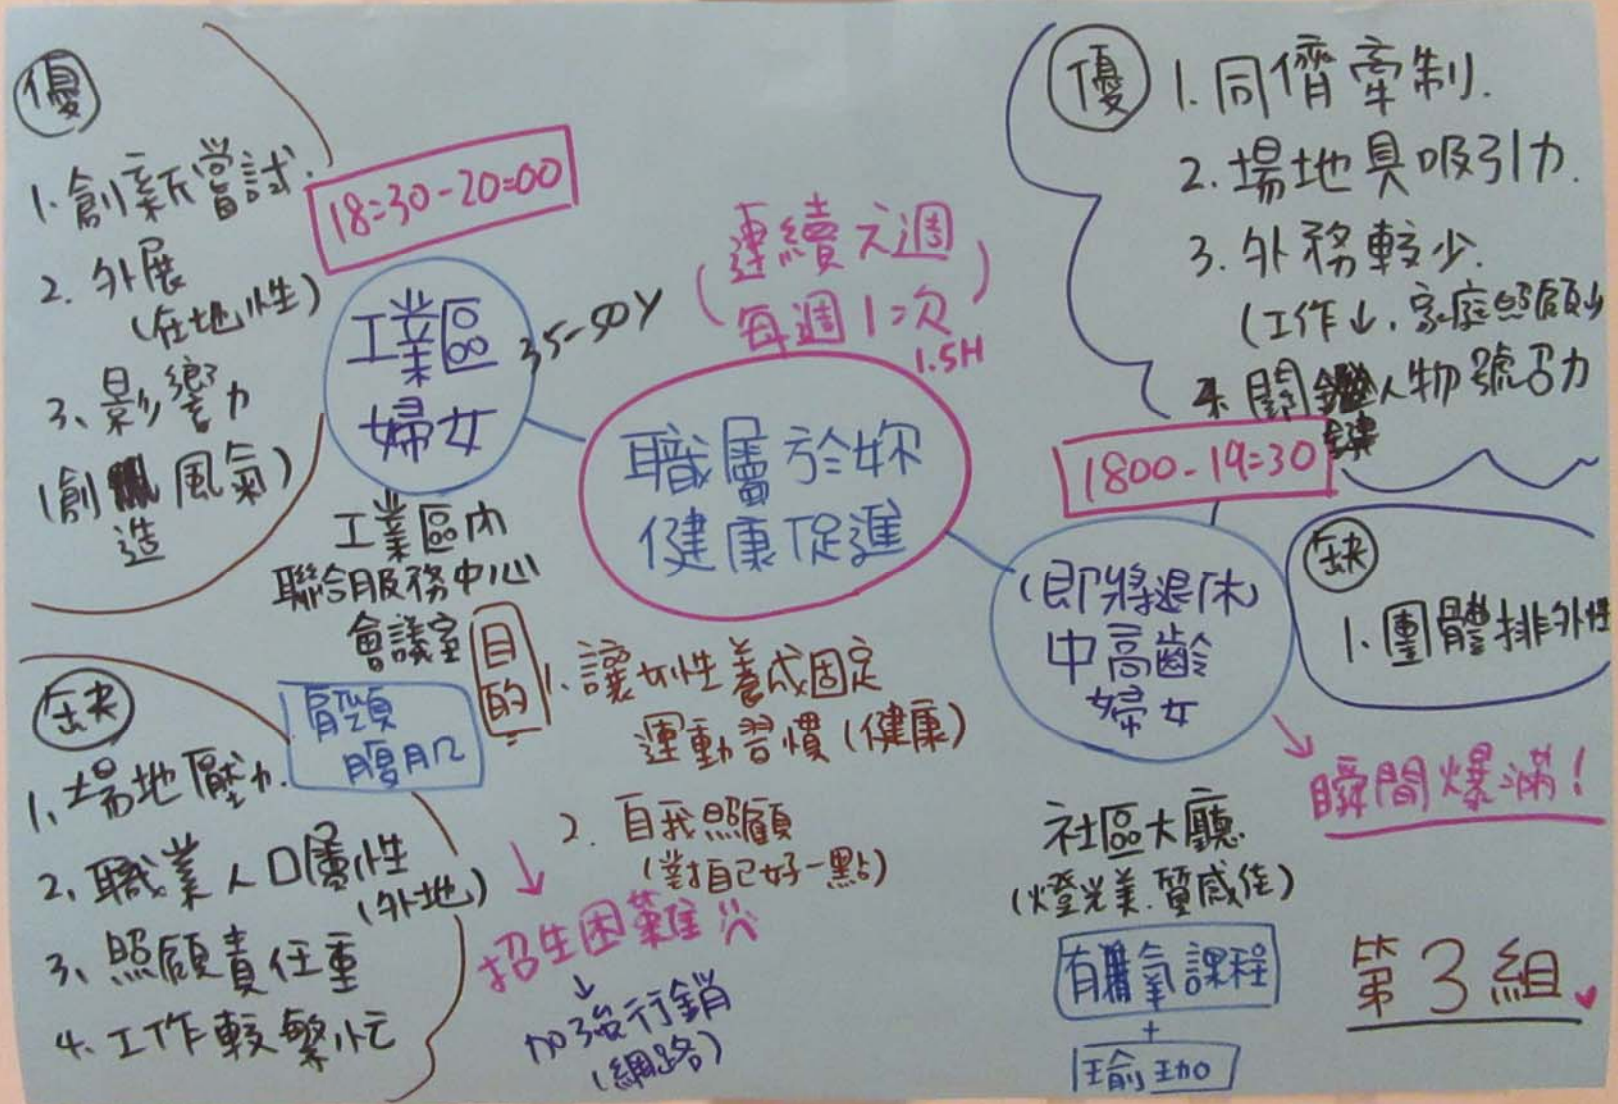 優
1. 創新嘗試.
2. 外展
(在地性)
3、影響力
(創造風氣)
18:30-20:00
工業區
婦女
35-50Y
工業區內
聯合服務中心
會議室
肩頸
腹肌
缺
1、場地壓力.
2、職業人口屬性
(外地)
3、照顧責任重
4、工作較繁忙
(連續六週
每週1次)
1.5H
職屬於妳
健康促進
目的:
1. 讓女性養成固定
運動習慣(健康)
2. 自我照顧
(對自己好一點)
招生困難
加強行銷
(網路)
優
1. 同儕牽制.
2. 場地具吸引力.
3. 外務較少.
(工作↓. 家庭照顧少
4. 關鍵人物號召力
1800-19:30
(即將退休)
中高齡
婦女
缺
1、團體排外性
瞬間爆滿!
社區大廳
(燈光美.質感佳)
有氧課程
+
瑜珈
第3組